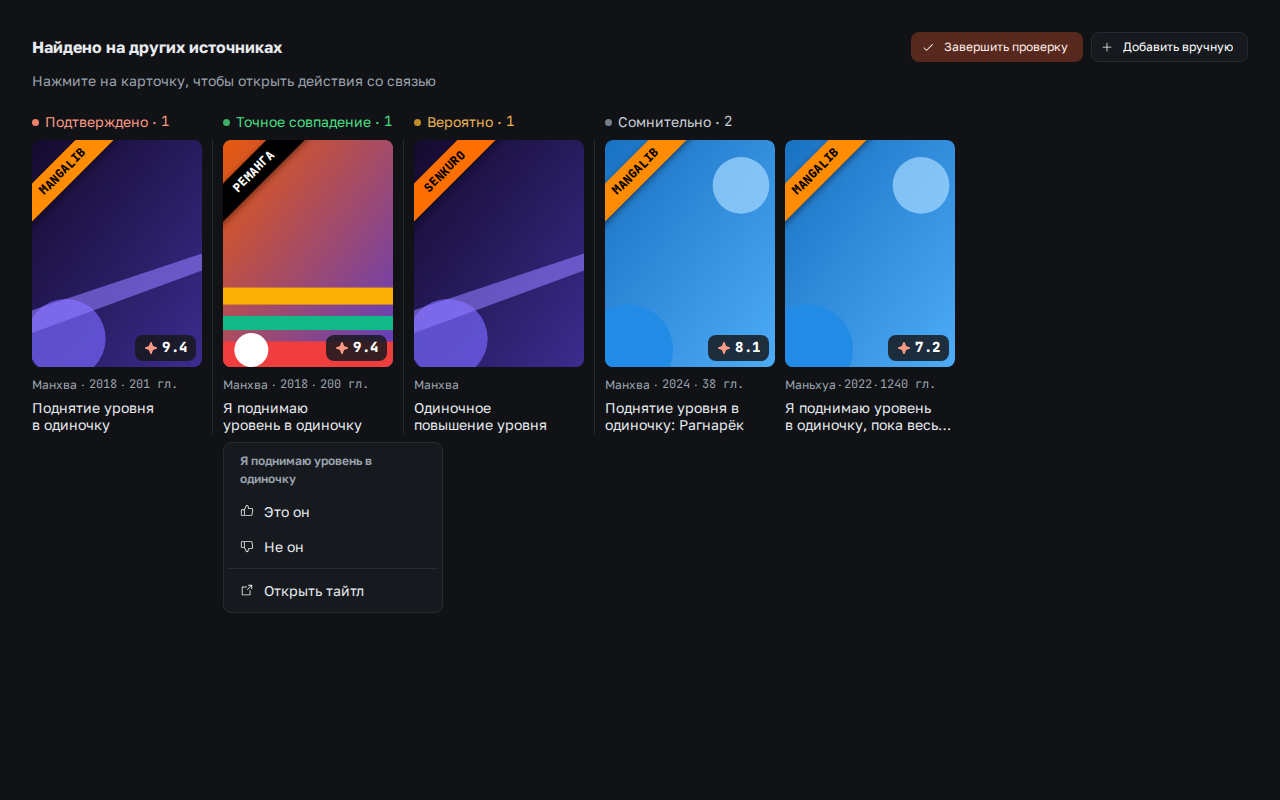 Найдено на других источниках
Завершить проверку
Добавить вручную
Нажмите на карточку, чтобы открыть действия со связью
Подтверждено · 1
Точное совпадение · 1
Вероятно · 1
Сомнительно · 2
MANGALIB
9.4
Манхва · 2018 · 201 гл.
Поднятие уровня
в одиночку
РЕМАНГА
9.4
Манхва · 2018 · 200 гл.
Я поднимаю
уровень в одиночку
SENKURO
Манхва
Одиночное
повышение уровня
MANGALIB
8.1
Манхва · 2024 · 38 гл.
Поднятие уровня в
одиночку: Рагнарёк
MANGALIB
7.2
Маньхуа · 2022 · 1240 гл.
Я поднимаю уровень
в одиночку, пока весь…
Я поднимаю уровень в
одиночку
Это он
Не он
Открыть тайтл